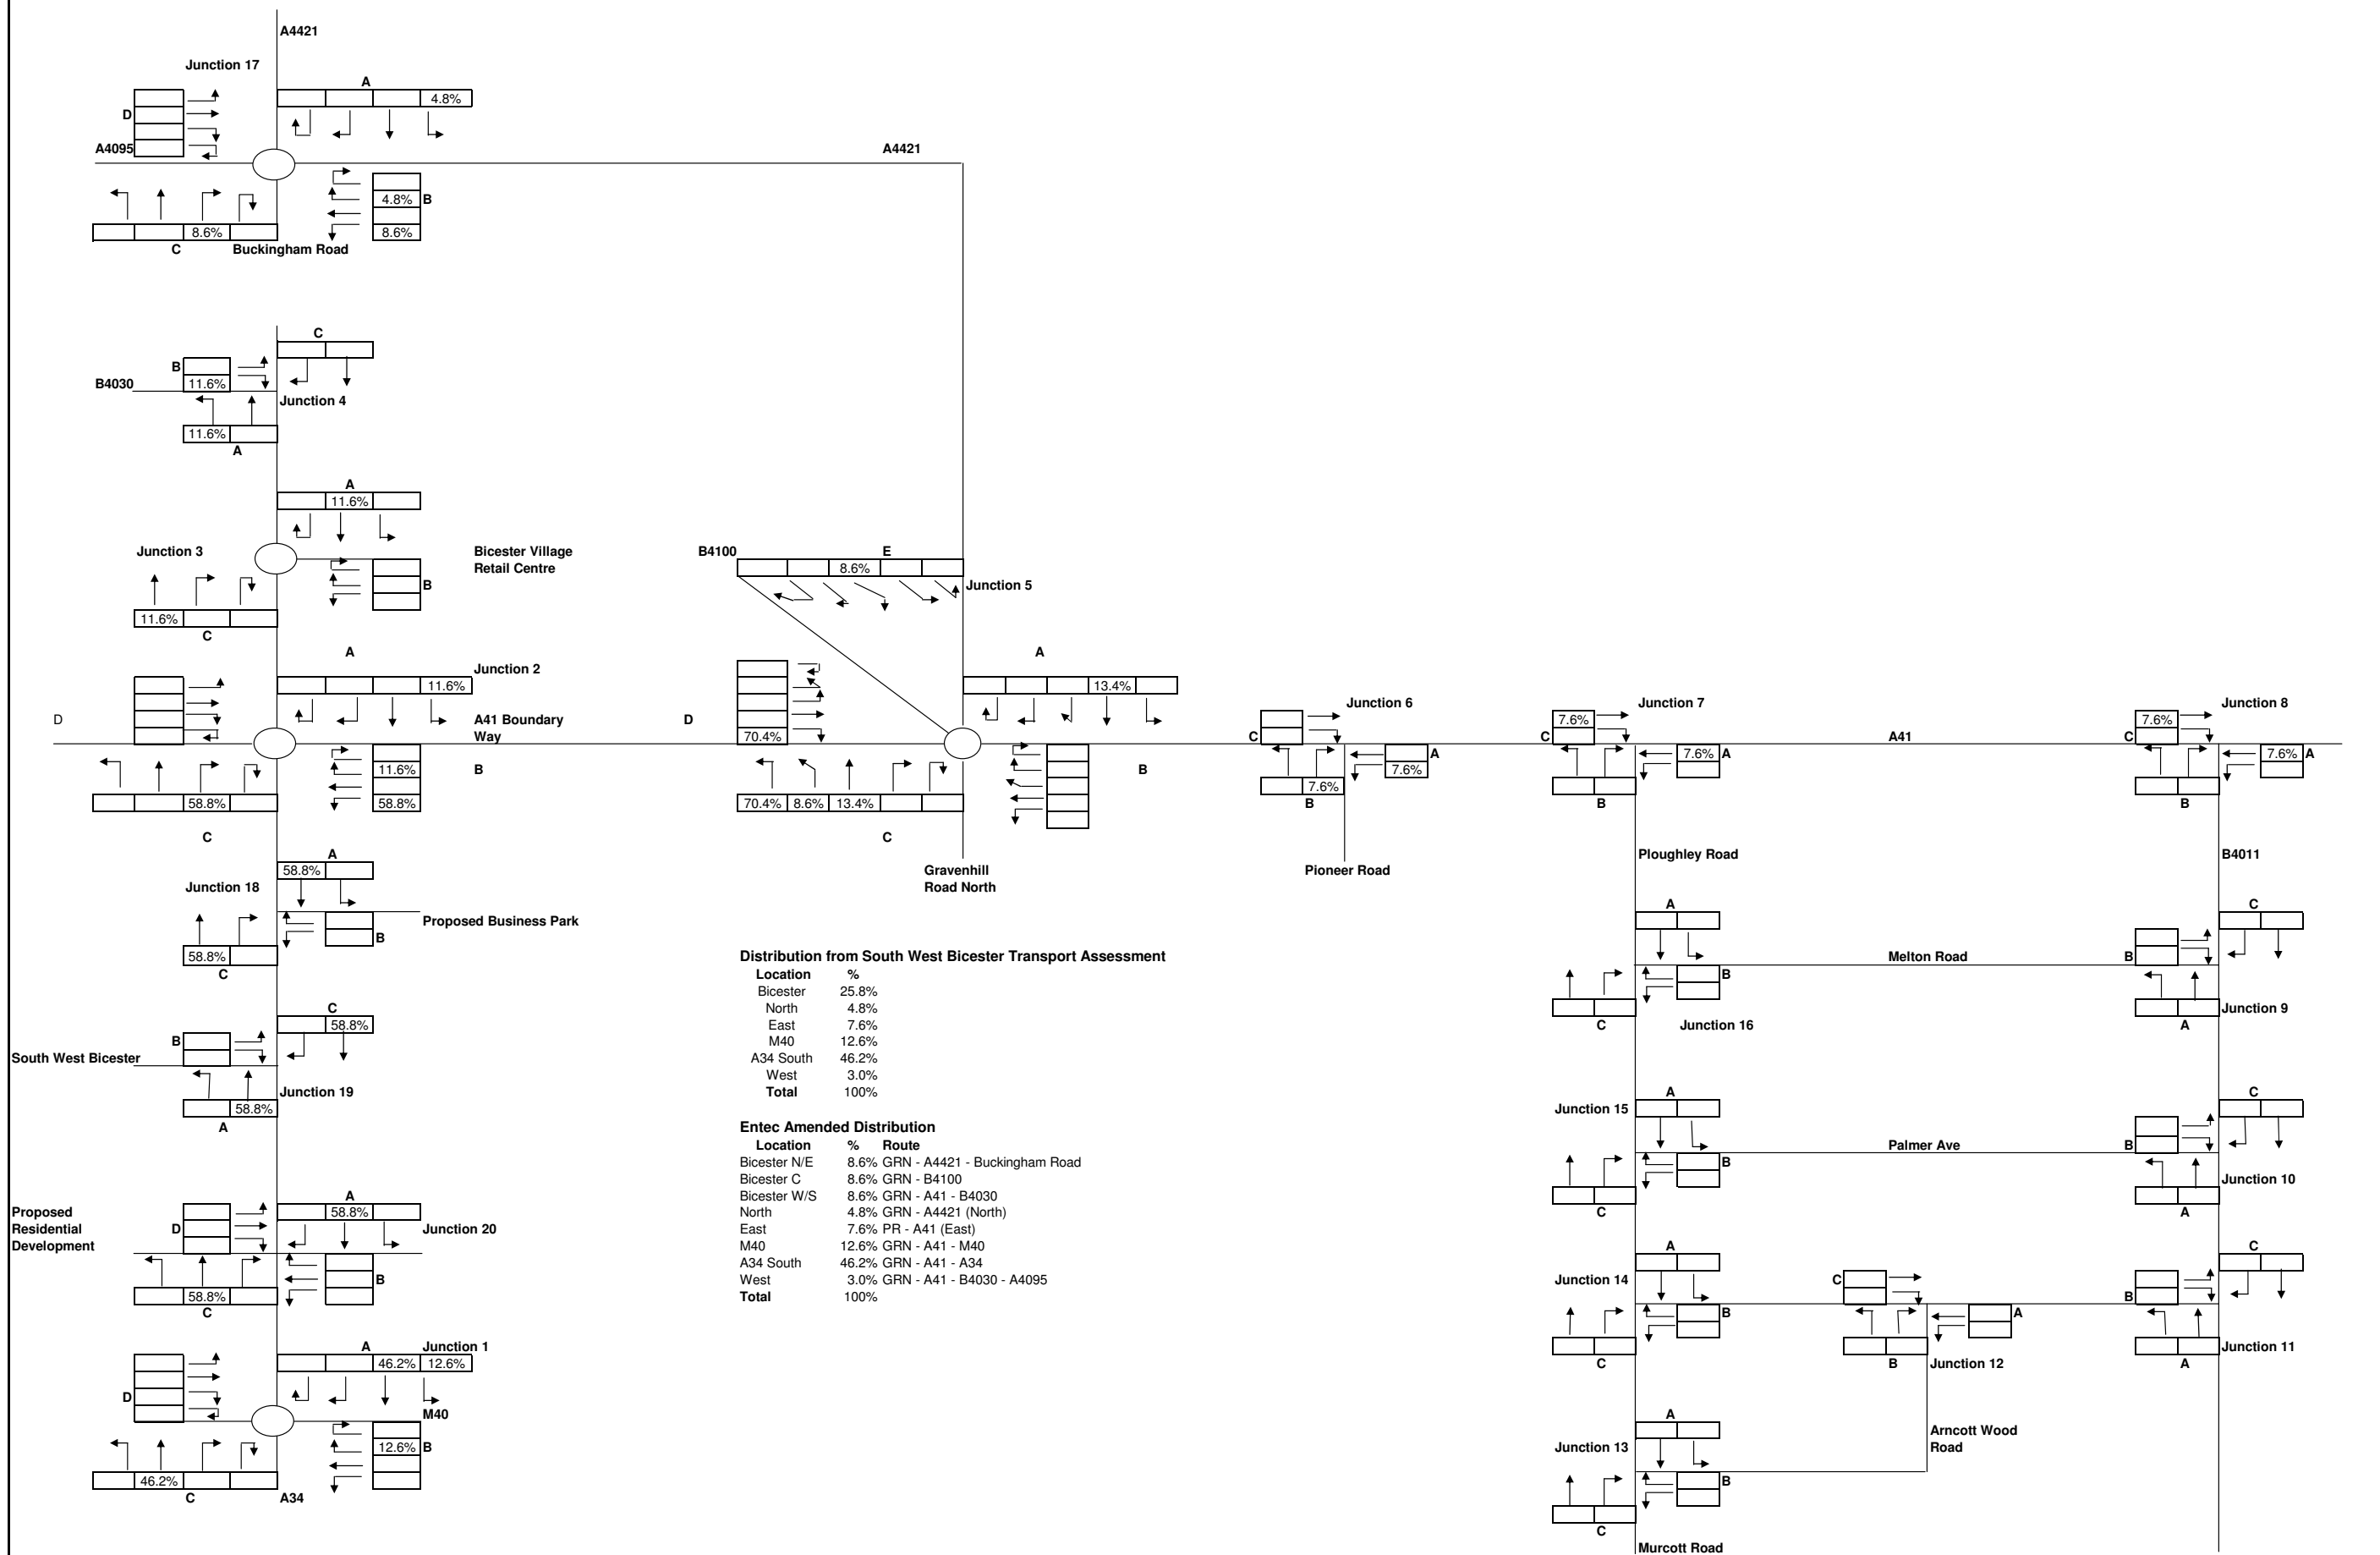 A4421
Junction 17
A
4.8%
D
A4095
A4421
4.8% B
8.6%
8.6%
C Buckingham Road
C
B
11.6%
B4030
Junction 4
11.6%
A
A
11.6%
Junction 3
Bicester Village
Retail Centre
B
11.6%
C
B4100 E
8.6%
Junction 5
A
Junction 2
11.6%
D
A41 Boundary
Way
11.6% B
58.8%
58.8%
C
D
70.4%
A
13.4%
B
70.4% 8.6% 13.4%
C
Gravenhill
Road North
Junction 6
C
A
7.6%
7.6%
B
Pioneer Road
Junction 7
7.6%
C
A41
7.6% A
B
Ploughley Road
Junction 8
7.6%
C
7.6% A
B
B4011
A
58.8%
Junction 18
Proposed Business Park
B
58.8%
C
C
58.8%
B
South West Bicester
Junction 19
58.8%
A
A
58.8%
Proposed
Residential
Development
D
Junction 20
B
58.8%
C
A Junction 1
46.2% 12.6%
D
M40
12.6% B
46.2%
C A34
Distribution from South West Bicester Transport Assessment
Location %
Bicester 25.8%
North 4.8%
East 7.6%
M40 12.6%
A34 South 46.2%
West 3.0%
Total 100%
Entec Amended Distribution
Location % Route
Bicester N/E 8.6% GRN - A4421 - Buckingham Road
Bicester C 8.6% GRN - B4100
Bicester W/S 8.6% GRN - A41 - B4030
North 4.8% GRN - A4421 (North)
East 7.6% PR - A41 (East)
M40 12.6% GRN - A41 - M40
A34 South 46.2% GRN - A41 - A34
West 3.0% GRN - A41 - B4030 - A4095
Total 100%
A
C
Melton Road
B
B
C
Junction 16
Junction 9
A
A
C
Junction 15
Palmer Ave
B
B
C
Junction 10
A
A
C
Junction 14
C
B
B
A
C
B Junction 12
Junction 11
A
A
Junction 13
B
Arncott Wood
Road
C
Murcott Road